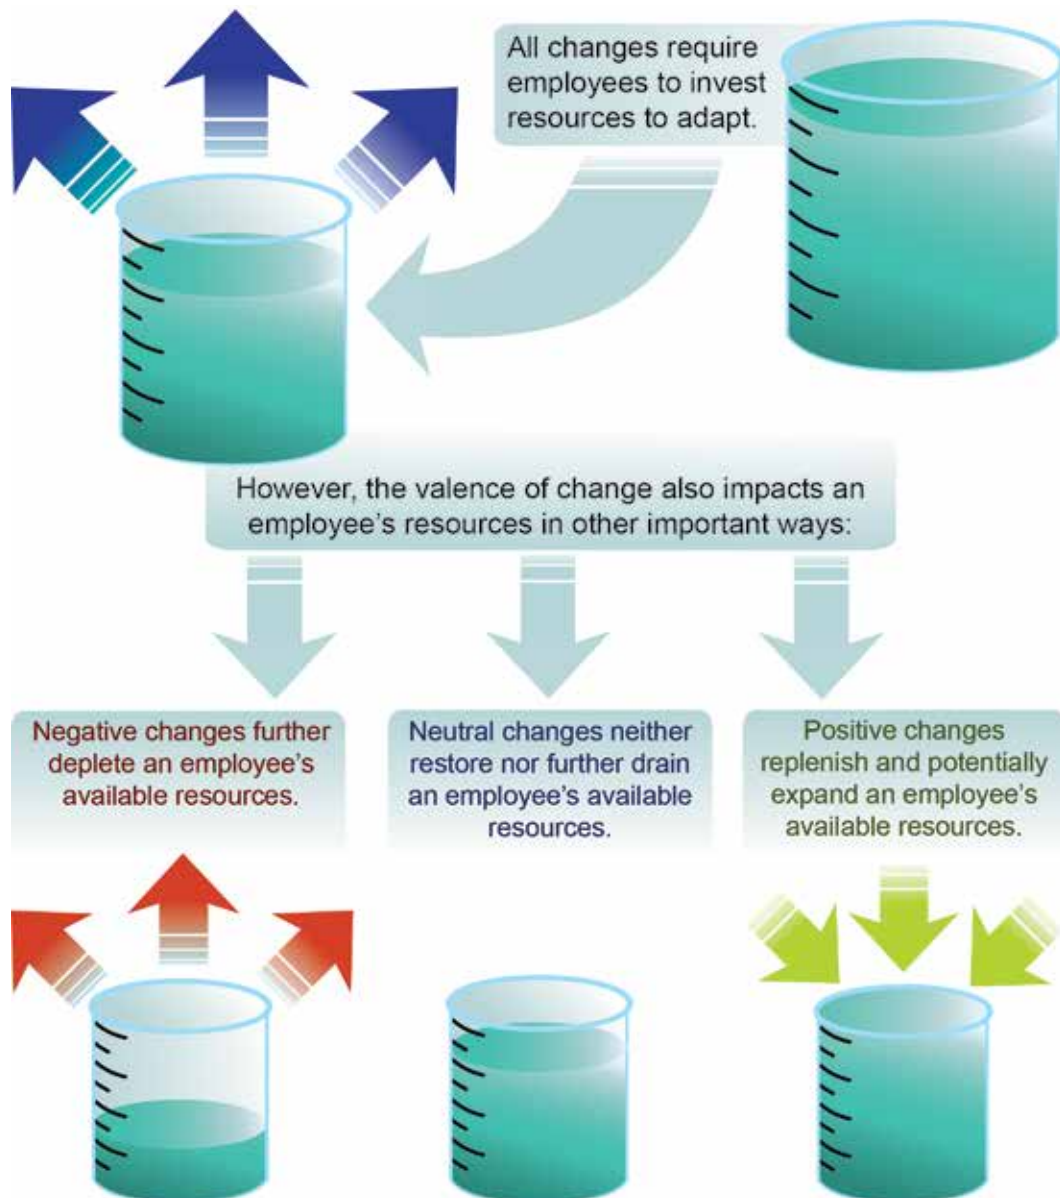 All changes require
employees to invest
resources to adapt.
However, the valence of change also impacts an
employee's resources in other important ways:
Negative changes further
deplete an employee's
available resources.
Neutral changes neither
restore nor further drain
an employee's available
resources.
Positive changes
replenish and potentially
expand an employee's
available resources.